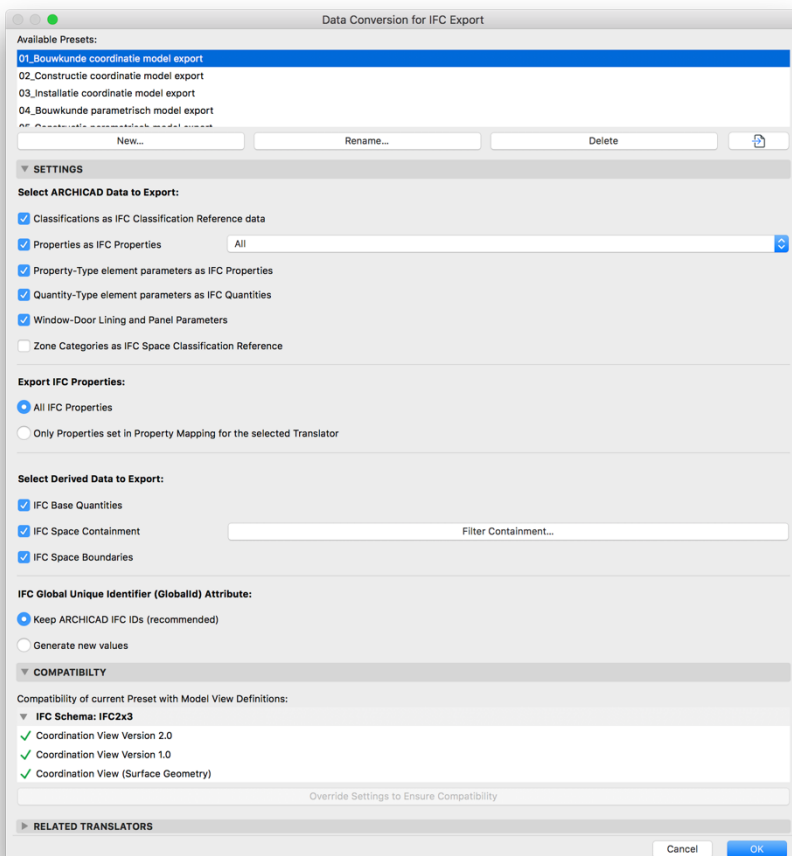 Data Conversion for IFC Export
Available Presets:
01_Bouwkunde coordinatie model export
02_Constructie coordinatie model export
03_Installatie coordinatie model export
04_Bouwkunde parametrisch model export
05_Constructie parametrisch model export
New... Rename... Delete
SETTINGS
Select ARCHICAD Data to Export:
Classifications as IFC Classification Reference data
Properties as IFC Properties All
Property-Type element parameters as IFC Properties
Quantity-Type element parameters as IFC Quantities
Window-Door Lining and Panel Parameters
Zone Categories as IFC Space Classification Reference
Export IFC Properties:
All IFC Properties
Only Properties set in Property Mapping for the selected Translator
Select Derived Data to Export:
IFC Base Quantities
IFC Space Containment Filter Containment...
IFC Space Boundaries
IFC Global Unique Identifier (GlobalId) Attribute:
Keep ARCHICAD IFC IDs (recommended)
Generate new values
COMPATIBILTY
Compatibility of current Preset with Model View Definitions:
IFC Schema: IFC2x3
Coordination View Version 2.0
Coordination View Version 1.0
Coordination View (Surface Geometry)
Override Settings to Ensure Compatibility
RELATED TRANSLATORS
Cancel OK